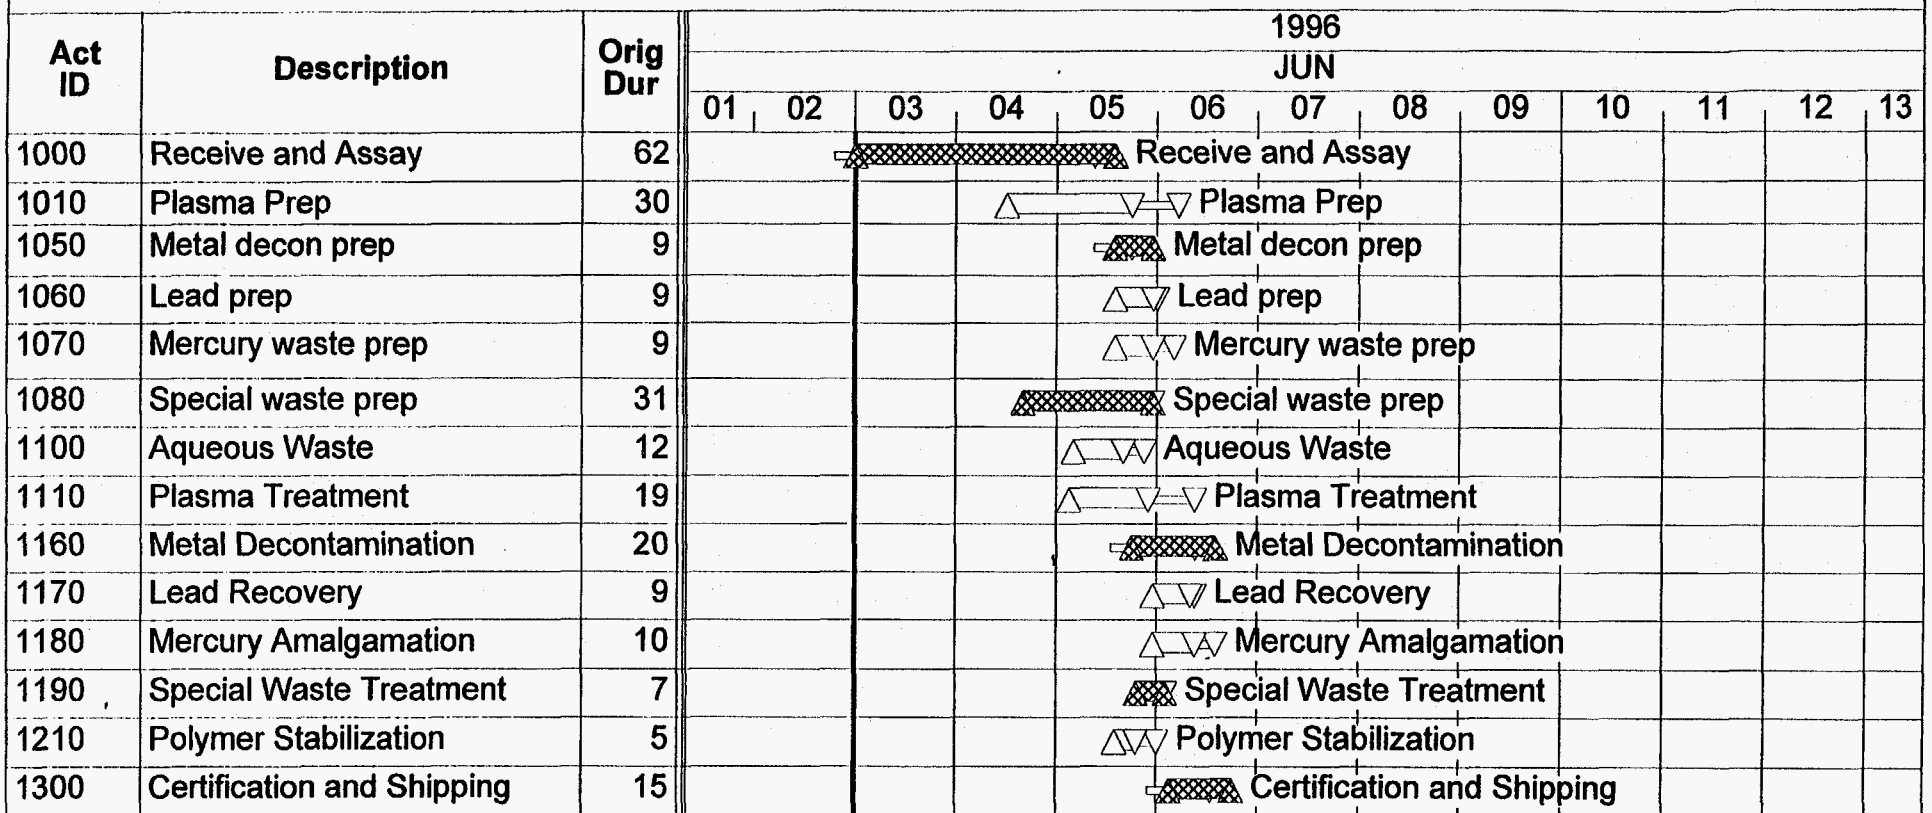 1996
Act ID Description Orig Dur JUN
01 02 03 04 05 06 07 08 09 10 11 12 13
1000 Receive and Assay 62 Receive and Assay
1010 Plasma Prep 30 Plasma Prep
1050 Metal decon prep 9 Metal decon prep
1060 Lead prep 9 Lead prep
1070 Mercury waste prep 9 Mercury waste prep
1080 Special waste prep 31 Special waste prep
1100 Aqueous Waste 12 Aqueous Waste
1110 Plasma Treatment 19 Plasma Treatment
1160 Metal Decontamination 20 Metal Decontamination
1170 Lead Recovery 9 Lead Recovery
1180 Mercury Amalgamation 10 Mercury Amalgamation
1190 Special Waste Treatment 7 Special Waste Treatment
1210 Polymer Stabilization 5 Polymer Stabilization
1300 Certification and Shipping 15 Certification and Shipping